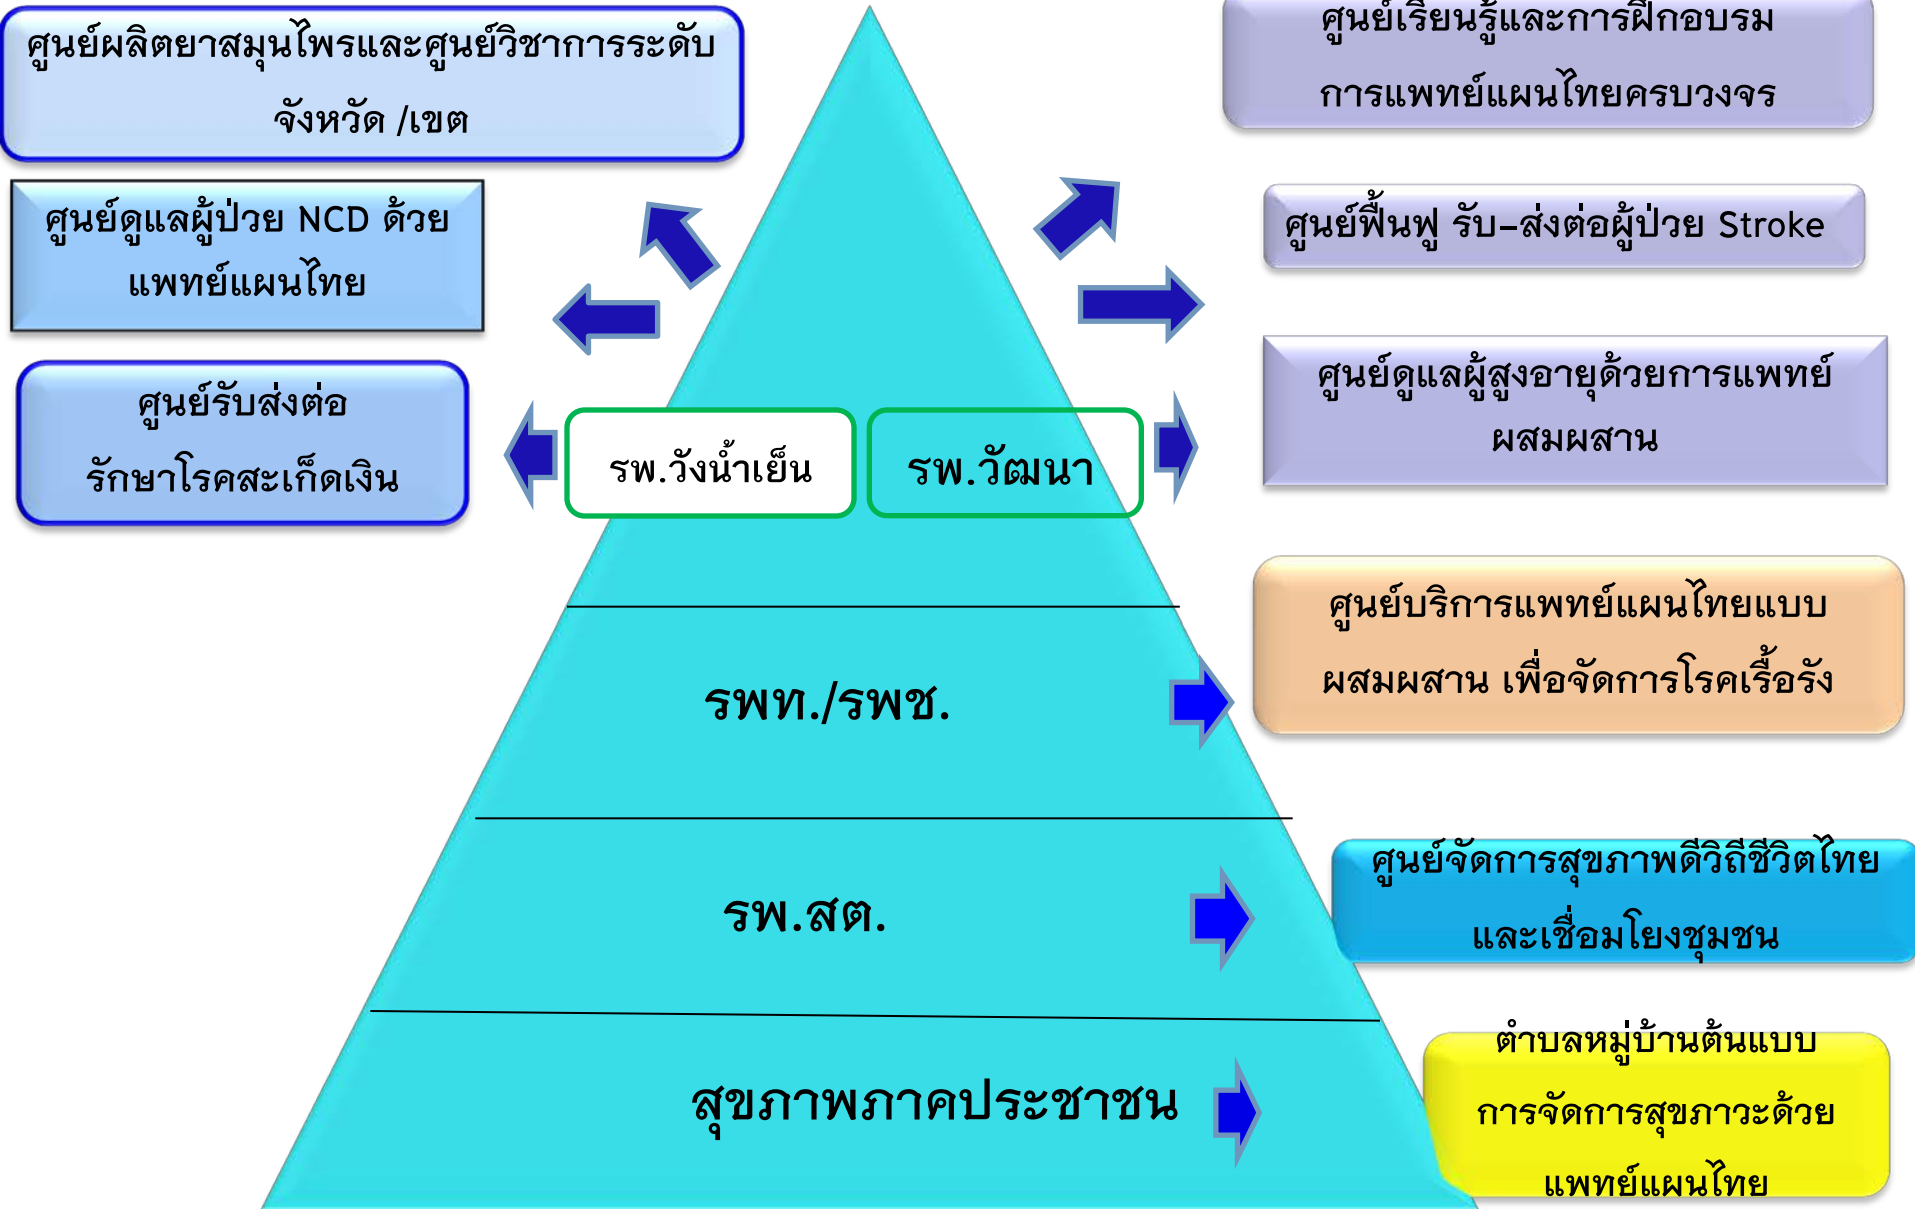 ศูนย์ผลิตยาสมุนไพรและศูนย์วิชาการระดับ
จังหวัด /เขต
ศูนย์เรียนรู้และการฝึกอบรม
การแพทย์แผนไทยครบวงจร
ศูนย์ดูแลผู้ป่วย NCD ด้วย
แพทย์แผนไทย
ศูนย์ฟื้นฟู รับ-ส่งต่อผู้ป่วย Stroke
ศูนย์รับส่งต่อ
รักษาโรคสะเก็ดเงิน
รพ.วังน้ำเย็น
รพ.วัฒนา
ศูนย์ดูแลผู้สูงอายุด้วยการแพทย์
ผสมผสาน
รพท./รพช.
ศูนย์บริการแพทย์แผนไทยแบบ
ผสมผสาน เพื่อจัดการโรคเรื้อรัง
รพ.สต.
ศูนย์จัดการสุขภาพดีวิถีชีวิตไทย
และเชื่อมโยงชุมชน
สุขภาพภาคประชาชน
ตำบลหมู่บ้านต้นแบบ
การจัดการสุขภาวะด้วย
แพทย์แผนไทย